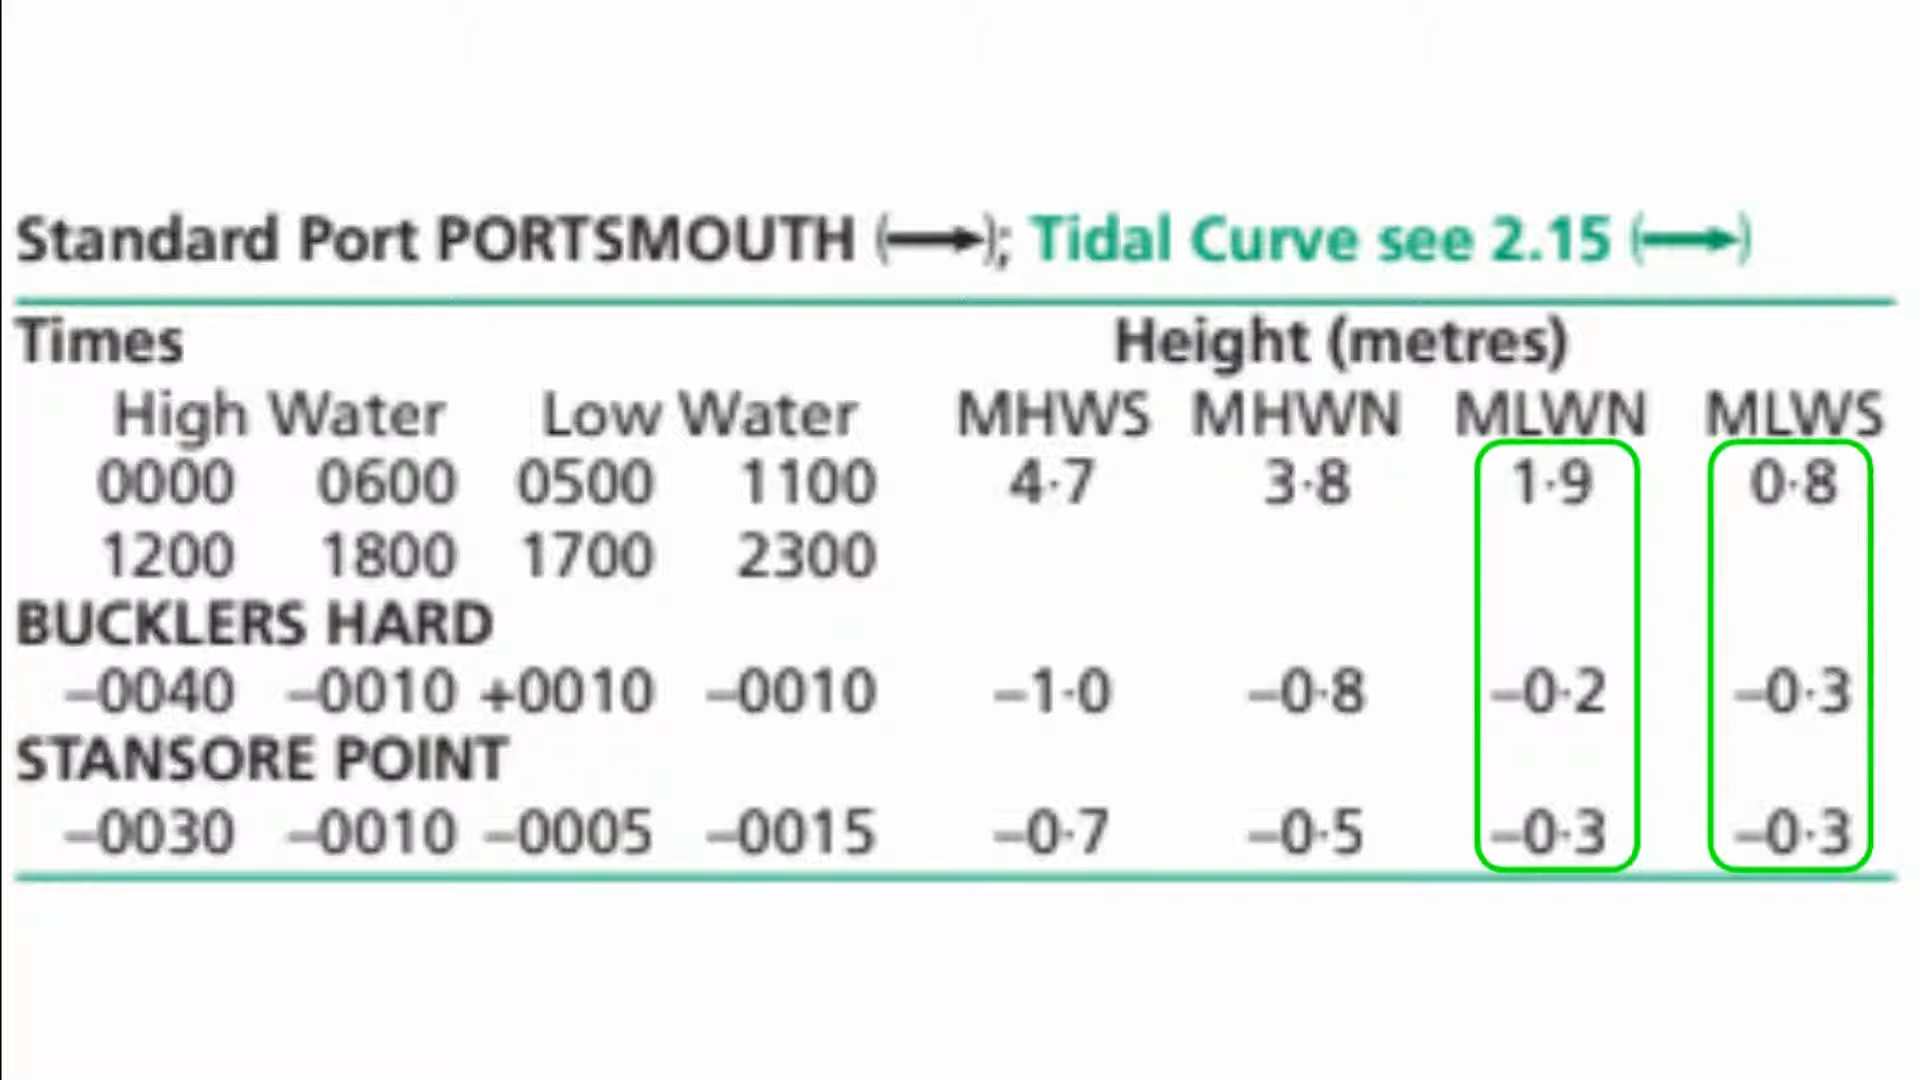 Standard Port PORTSMOUTH (→); Tidal Curve see 2.15 (→)
Times Height (metres)
High Water Low Water MHWS MHWN MLWN MLWS
0000 0600 0500 1100 4·7 3·8 1·9 0·8
1200 1800 1700 2300
BUCKLERS HARD
–0040 –0010 +0010 –0010 –1·0 –0·8 –0·2 –0·3
STANSORE POINT
–0030 –0010 –0005 –0015 –0·7 –0·5 –0·3 –0·3